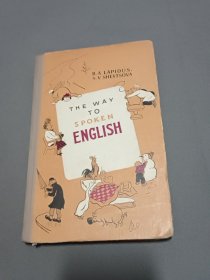 B. A. LAPIDUS,
S. V. SHEVTSOVA
THE WAY
TO
SPOKEN
ENGLISH